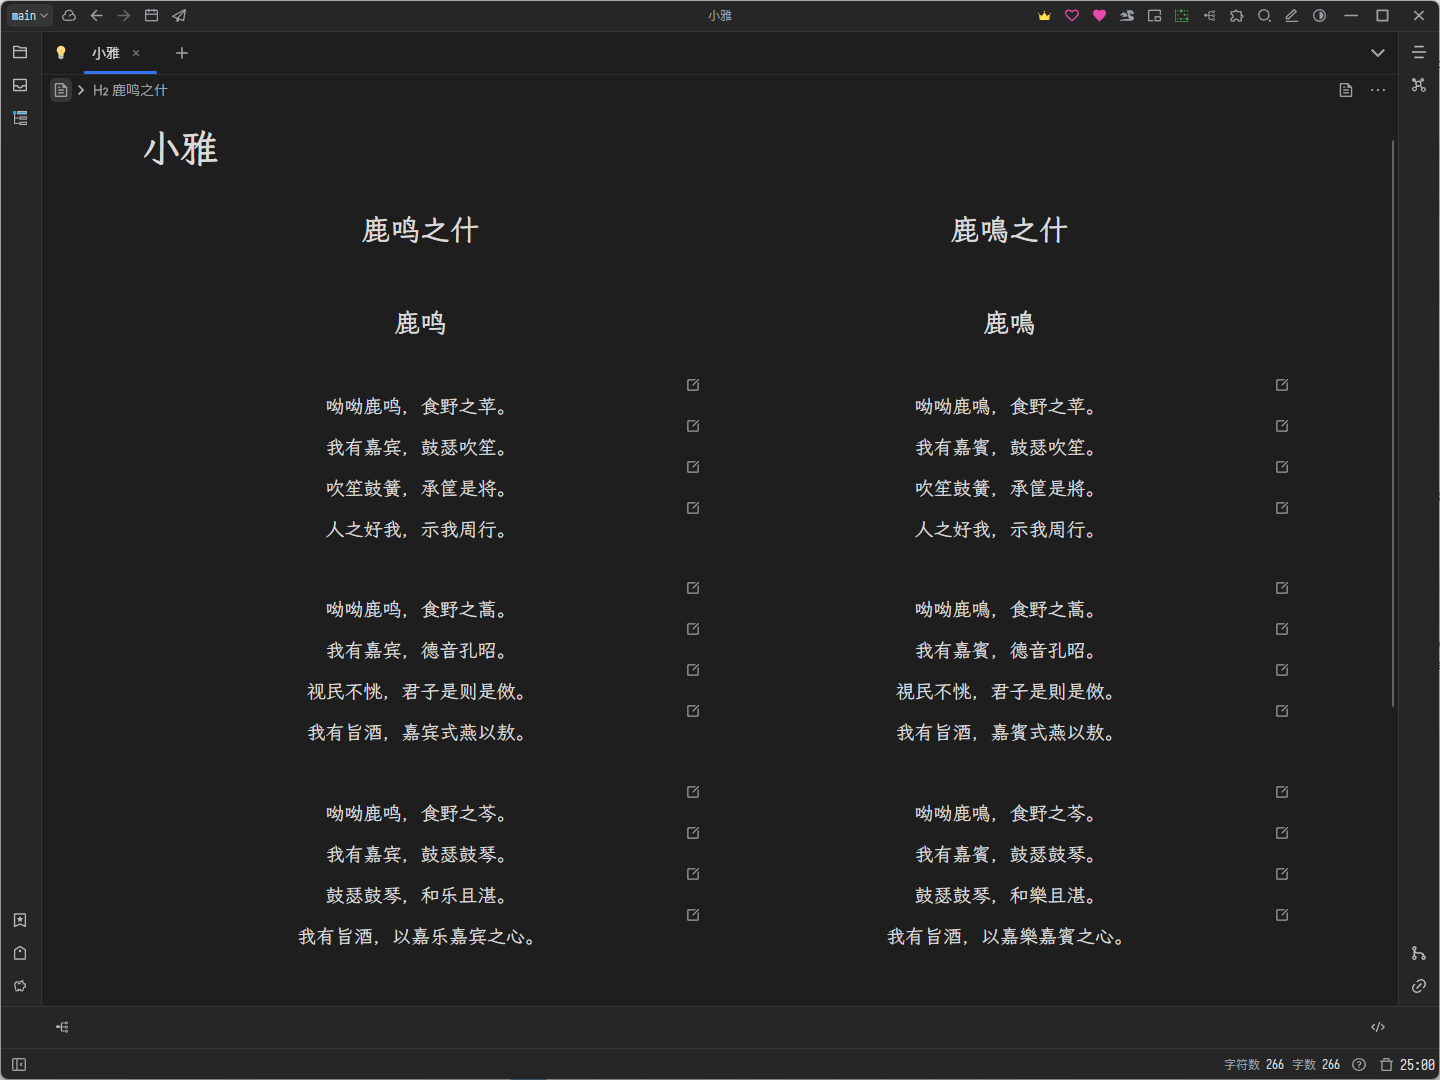 main
小雅
小雅
H2 鹿鸣之什
小雅
鹿鸣之什
鹿鸣
呦呦鹿鸣，食野之苹。
我有嘉宾，鼓瑟吹笙。
吹笙鼓簧，承筐是将。
人之好我，示我周行。
呦呦鹿鸣，食野之蒿。
我有嘉宾，德音孔昭。
视民不恌，君子是则是傚。
我有旨酒，嘉宾式燕以敖。
呦呦鹿鸣，食野之芩。
我有嘉宾，鼓瑟鼓琴。
鼓瑟鼓琴，和乐且湛。
我有旨酒，以嘉乐嘉宾之心。
鹿鳴之什
鹿鳴
呦呦鹿鳴，食野之苹。
我有嘉賓，鼓瑟吹笙。
吹笙鼓簧，承筐是將。
人之好我，示我周行。
呦呦鹿鳴，食野之蒿。
我有嘉賓，德音孔昭。
視民不恌，君子是則是傚。
我有旨酒，嘉賓式燕以敖。
呦呦鹿鳴，食野之芩。
我有嘉賓，鼓瑟鼓琴。
鼓瑟鼓琴，和樂且湛。
我有旨酒，以嘉樂嘉賓之心。
字符数 266 字数 266 25:00